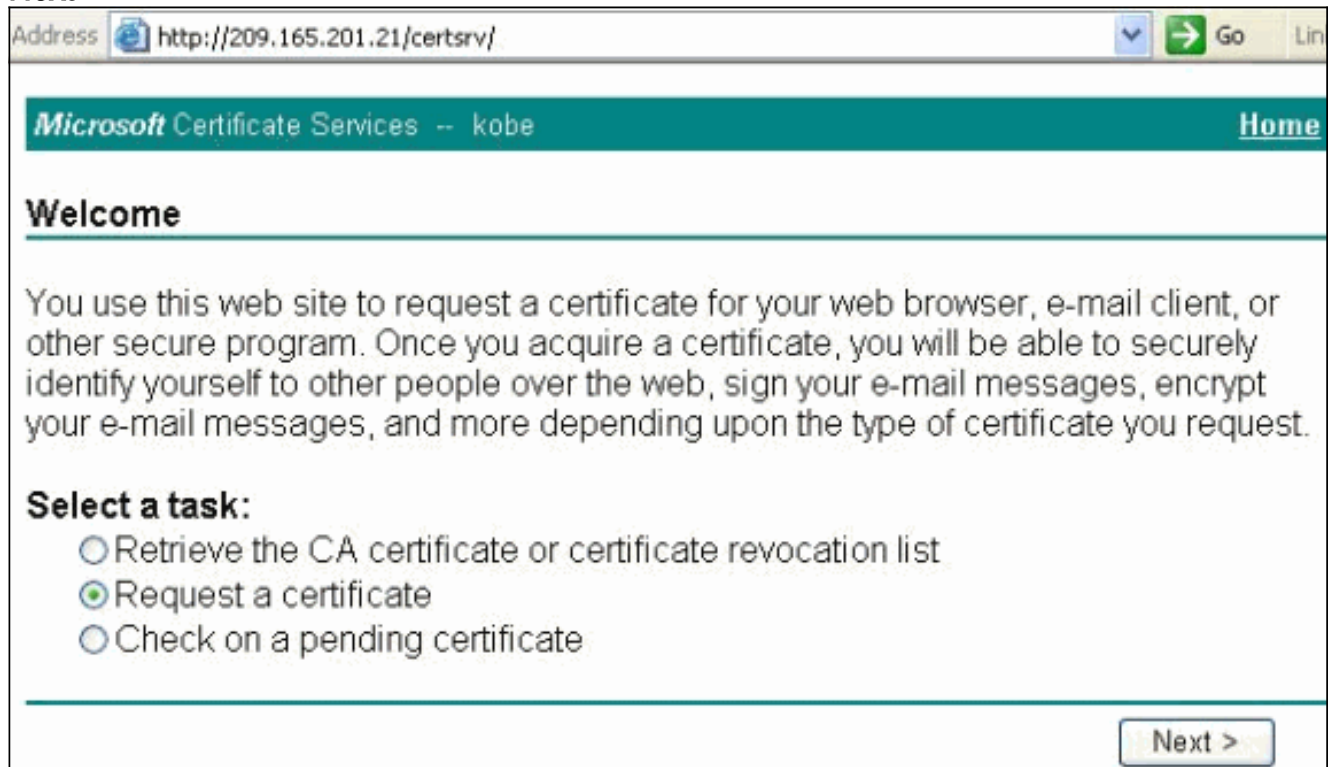 Address http://209.165.201.21/certsrv/ Go Lin
Microsoft Certificate Services -- kobe Home
Welcome
You use this web site to request a certificate for your web browser, e-mail client, or
other secure program. Once you acquire a certificate, you will be able to securely
identify yourself to other people over the web, sign your e-mail messages, encrypt
your e-mail messages, and more depending upon the type of certificate you request.
Select a task:
Retrieve the CA certificate or certificate revocation list
Request a certificate
Check on a pending certificate
Next >